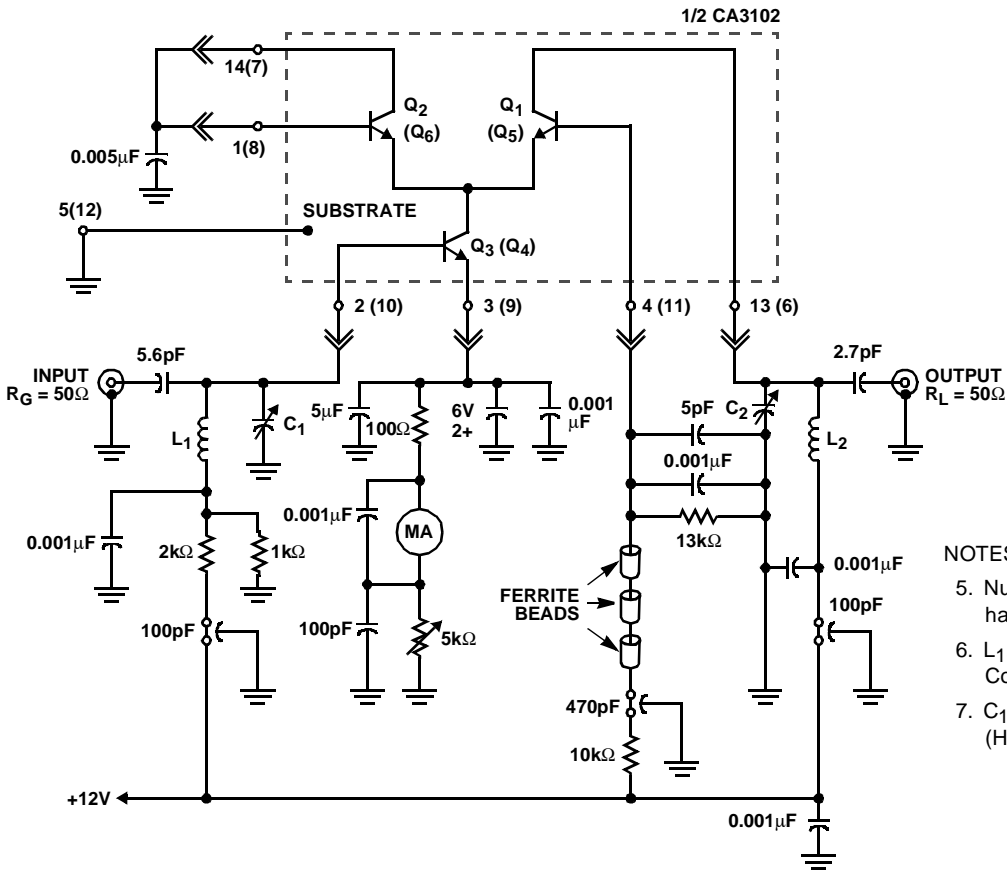 1/2 CA3102
14(7)
Q2
(Q6)
Q1
(Q5)
1(8)
0.005µF
5(12)
SUBSTRATE
Q3 (Q4)
2 (10)
3 (9)
4 (11)
13 (6)
5.6pF
2.7pF
INPUT
RG = 50Ω
OUTPUT
RL = 50Ω
C1
L1
5µF
100Ω
6V
2+
0.001
µF
5pF
C2
L2
0.001µF
0.001µF
2kΩ
1kΩ
0.001µF
MA
13kΩ
0.001µF
FERRITE
BEADS
100pF
100pF
5kΩ
100pF
470pF
10kΩ
+12V
0.001µF
NOTES
5. Nu
ha
6. L1
Co
7. C1
(H